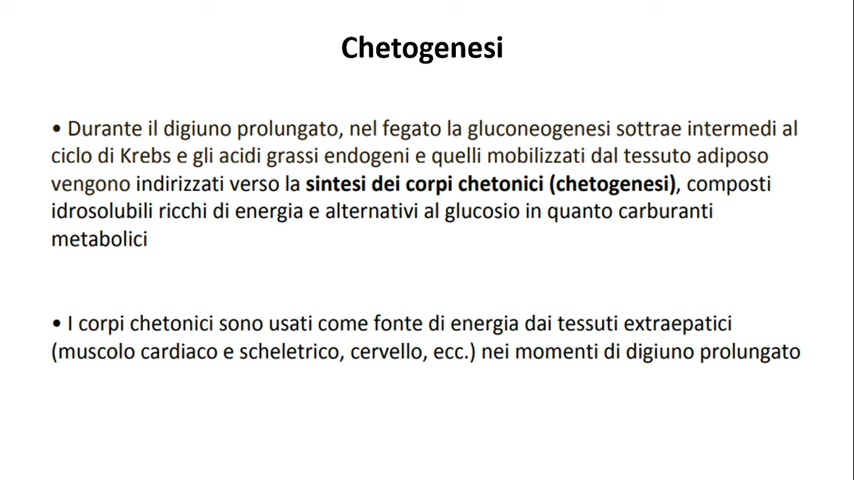 Chetogenesi
• Durante il digiuno prolungato, nel fegato la gluconeogenesi sottrae intermedi al
ciclo di Krebs e gli acidi grassi endogeni e quelli mobilizzati dal tessuto adiposo
vengono indirizzati verso la sintesi dei corpi chetonici (chetogenesi), composti
idrosolubili ricchi di energia e alternativi al glucosio in quanto carburanti
metabolici
• I corpi chetonici sono usati come fonte di energia dai tessuti extraepatici
(muscolo cardiaco e scheletrico, cervello, ecc.) nei momenti di digiuno prolungato